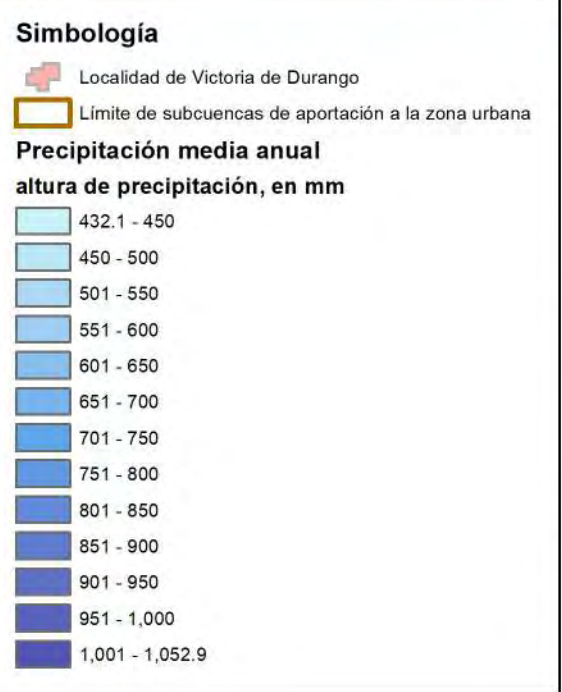 Simbología
Localidad de Victoria de Durango
Límite de subcuencas de aportación a la zona urbana
Precipitación media anual
altura de precipitación, en mm
432.1 - 450
450 - 500
501 - 550
551 - 600
601 - 650
651 - 700
701 - 750
751 - 800
801 - 850
851 - 900
901 - 950
951 - 1,000
1,001 - 1,052.9